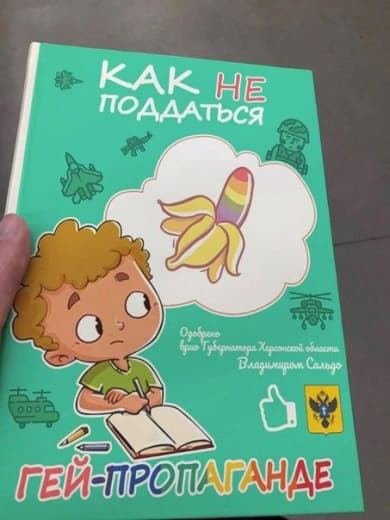 КАК НЕ
ПОДДАТЬСЯ
Одобрено
врио Губернатора Херсонской области
Владимиром Сальдо
ГЕЙ-ПРОПАГАНДЕ